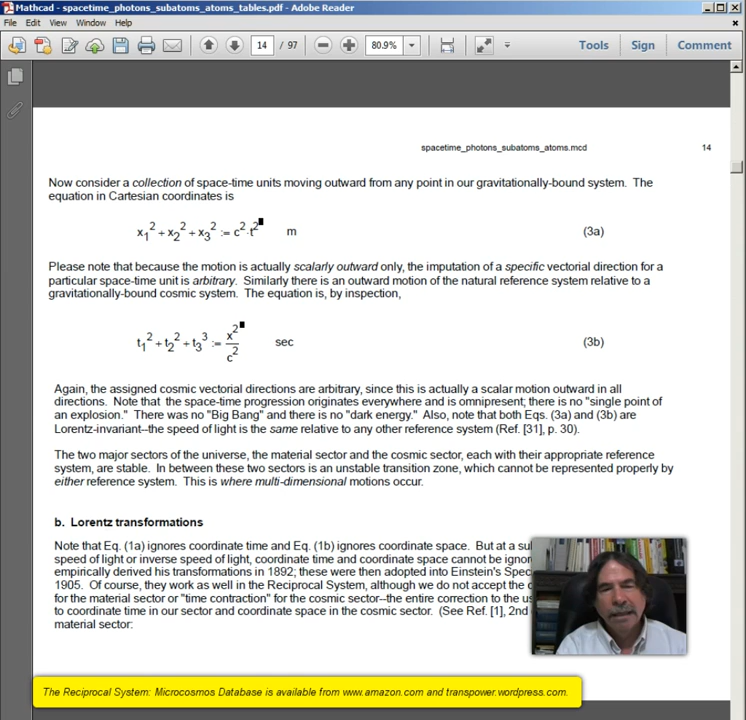 Mathcad - spacetime_photons_subatoms_atoms_tables.pdf - Adobe Reader
File Edit View Window Help
14 / 97 80.9% Tools Sign Comment
spacetime_photons_subatoms_atoms.mcd 14
Now consider a collection of space-time units moving outward from any point in our gravitationally-bound system. The
equation in Cartesian coordinates is
x₁² + x₂² + x₃² := c²·t² m (3a)
Please note that because the motion is actually scalarly outward only, the imputation of a specific vectorial direction for a
particular space-time unit is arbitrary. Similarly there is an outward motion of the natural reference system relative to a
gravitationally-bound cosmic system. The equation is, by inspection,
t₁² + t₂² + t₃³ := x²/c² sec (3b)
Again, the assigned cosmic vectorial directions are arbitrary, since this is actually a scalar motion outward in all
directions. Note that the space-time progression originates everywhere and is omnipresent; there is no "single point of
an explosion." There was no "Big Bang" and there is no "dark energy." Also, note that both Eqs. (3a) and (3b) are
Lorentz-invariant--the speed of light is the same relative to any other reference system (Ref. [31], p. 30).
The two major sectors of the universe, the material sector and the cosmic sector, each with their appropriate reference
system, are stable. In between these two sectors is an unstable transition zone, which cannot be represented properly by
either reference system. This is where multi-dimensional motions occur.
b. Lorentz transformations
Note that Eq. (1a) ignores coordinate time and Eq. (1b) ignores coordinate space. But at a
speed of light or inverse speed of light, coordinate time and coordinate space cannot be
empirically derived his transformations in 1892; these were then adopted into Einstein's
1905. Of course, they work as well in the Reciprocal System, although we do not accept the
for the material sector or "time contraction" for the cosmic sector--the entire correction to the
to coordinate time in our sector and coordinate space in the cosmic sector. (See Ref. [1], 2nd
material sector:
The Reciprocal System: Microcosmos Database is available from www.amazon.com and transpower.wordpress.com.